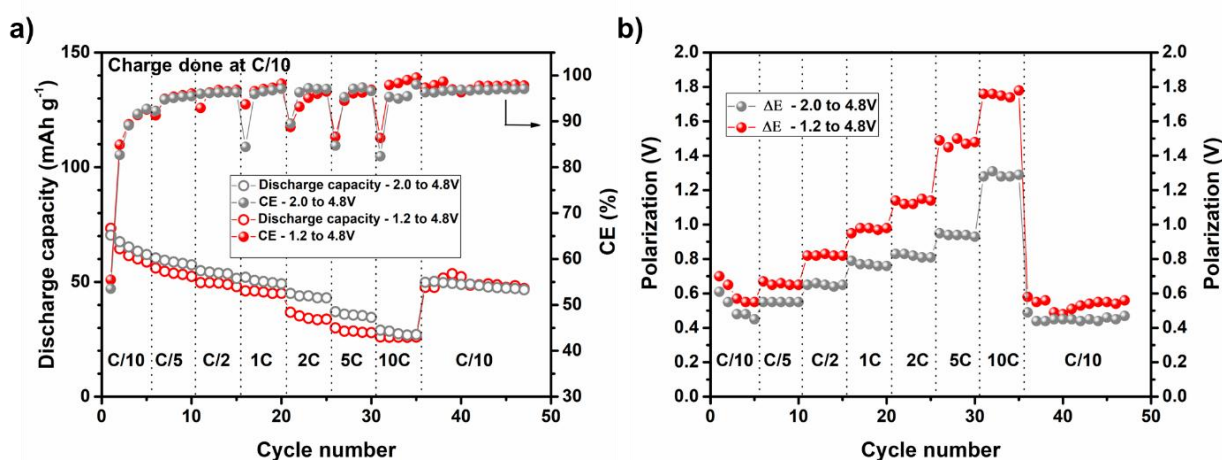 a)
Charge done at C/10
Discharge capacity - 2.0 to 4.8V
CE - 2.0 to 4.8V
Discharge capacity - 1.2 to 4.8V
CE - 1.2 to 4.8V
C/10 C/5 C/2 1C 2C 5C 10C C/10
150
100
50
0
100
90
80
70
60
50
40
30
0 10 20 30 40 50
Discharge capacity (mAh g-1)
CE (%)
Cycle number
b)
ΔE - 2.0 to 4.8V
ΔE - 1.2 to 4.8V
C/10 C/5 C/2 1C 2C 5C 10C C/10
2.0
1.8
1.6
1.4
1.2
1.0
0.8
0.6
0.4
0.2
0.0
2.0
1.8
1.6
1.4
1.2
1.0
0.8
0.6
0.4
0.2
0.0
0 10 20 30 40 50
Polarization (V)
Polarization (V)
Cycle number